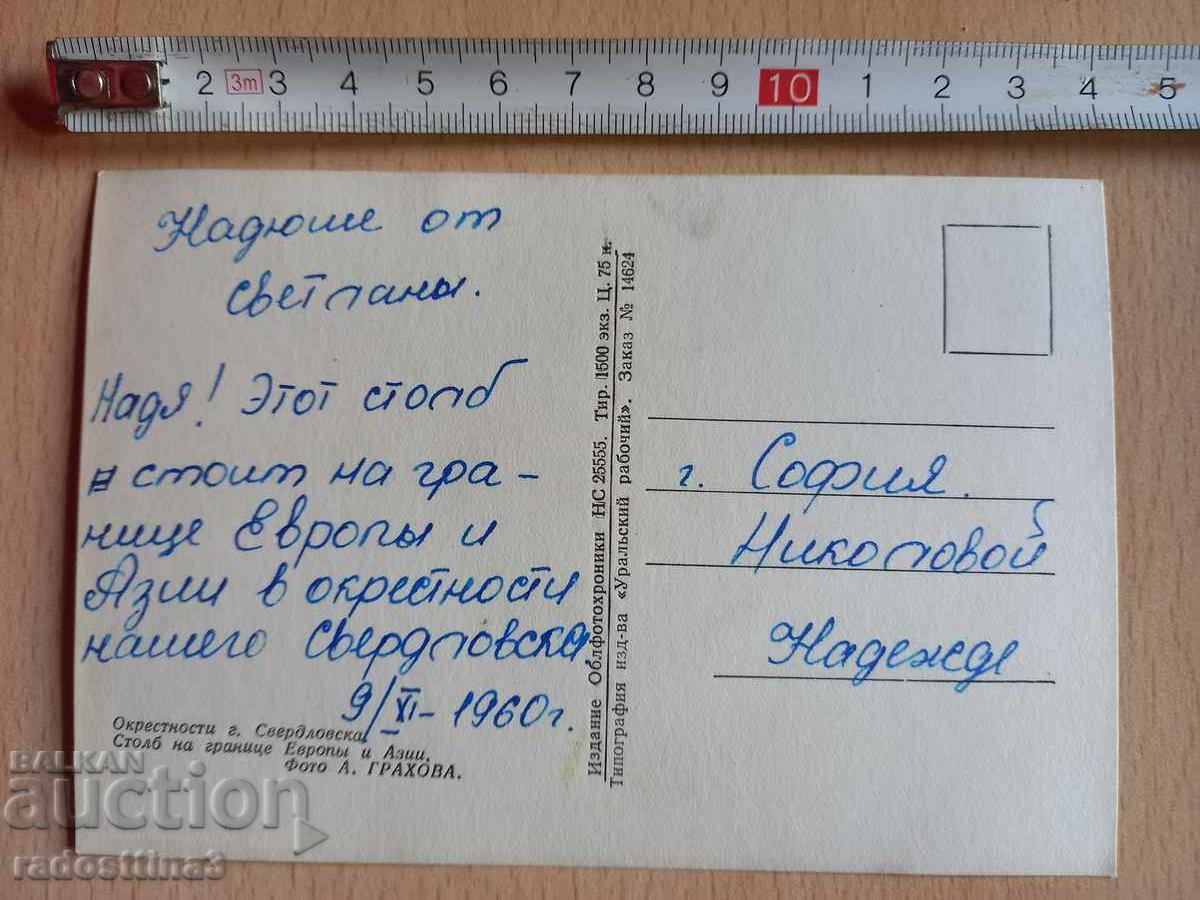 2 3m 3 4 5 6 7 8 9 10 1 2 3 4 5
Надюше от
Светланы.
Надя! Этот столб
стоит на гра-
нице Европы и
Азии в окрестности
нашего Свердловска
9/XI-1960г.
Окрестности г. Свердловска.
Столб на границе Европы и Азии.
Фото А. ГРАХОВА.
Издание Облфотохроники НС 25555. Тир. 1500 экз. Ц. 75 к.
Типография изд-ва «Уральский рабочий». Заказ № 14624
г. София.
Николовой
Надежде
BALKAN
auction
radosttina3